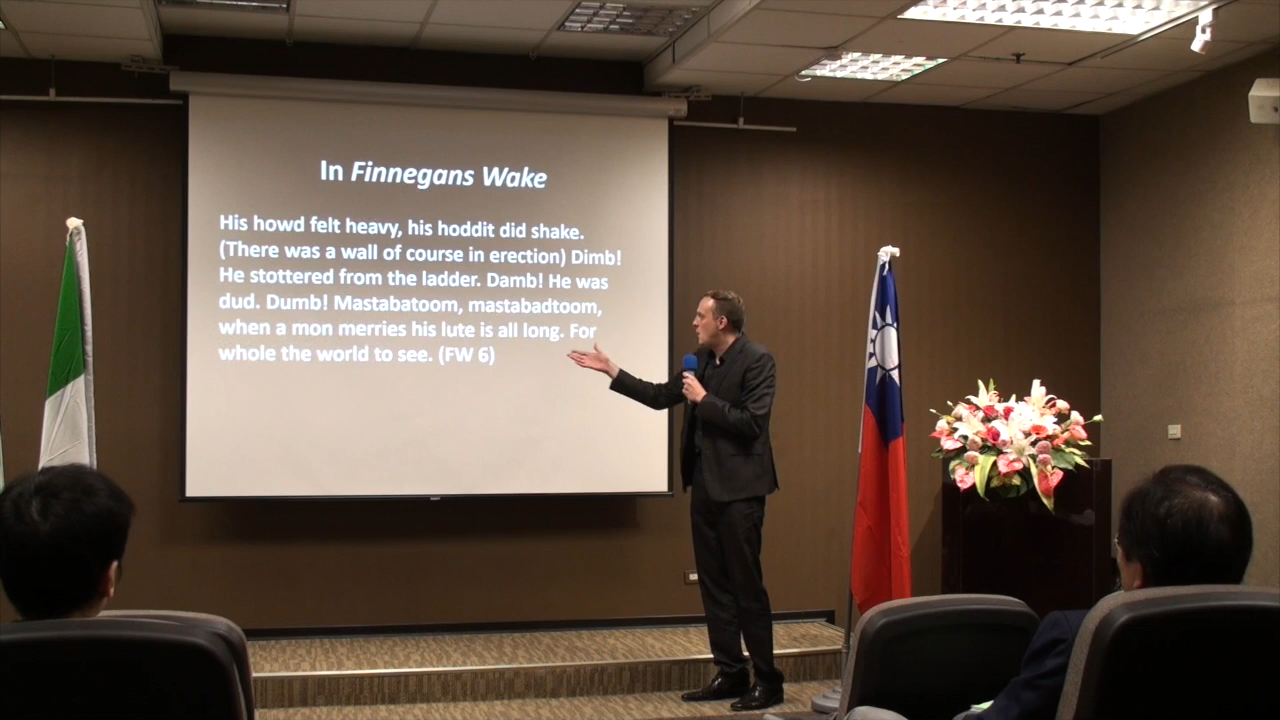 In Finnegans Wake
His howd felt heavy, his hoddit did shake.
(There was a wall of course in erection) Dimb!
He stottered from the ladder. Damb! He was
dud. Dumb! Mastabatoom, mastabadtoom,
when a mon merries his lute is all long. For
whole the world to see. (FW 6)